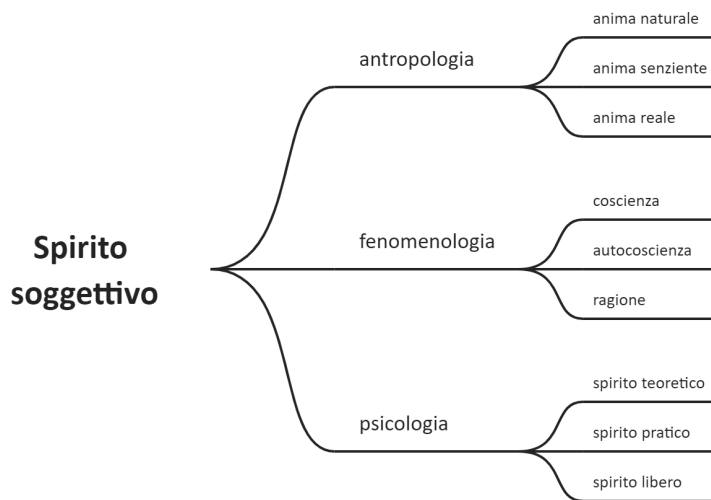 Spirito
soggettivo
antropologia
anima naturale
anima senziente
anima reale
fenomenologia
coscienza
autocoscienza
ragione
psicologia
spirito teoretico
spirito pratico
spirito libero